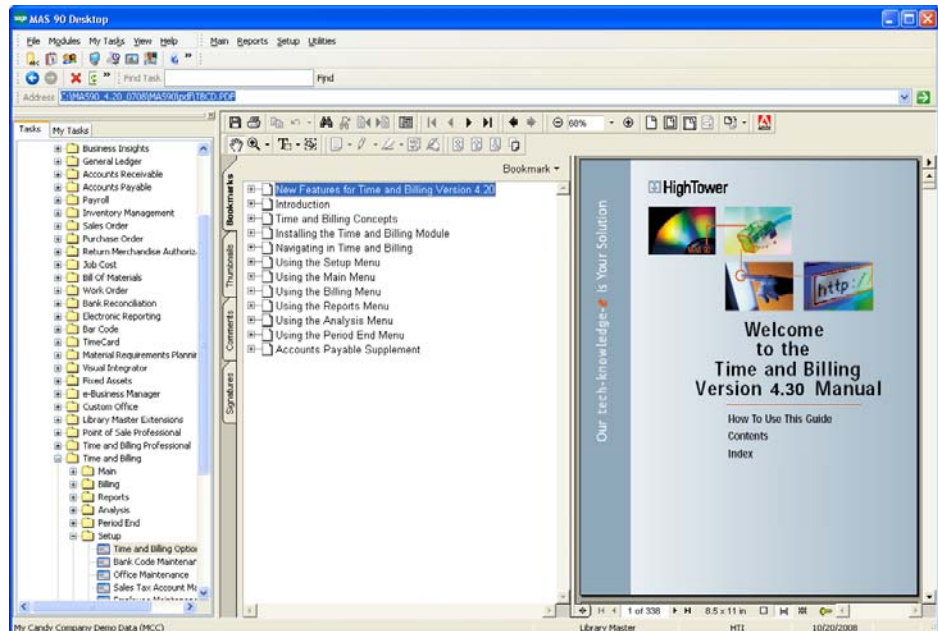 sage MAS 90 Desktop
File Modules My Tasks View Help Main Reports Setup Utilities
Find Task Find
Address C:\MAS90_4.20_0708\MAS90\pdf\TBCD.PDF
Tasks My Tasks
Business Insights
General Ledger
Accounts Receivable
Accounts Payable
Payroll
Inventory Management
Sales Order
Purchase Order
Return Merchandise Authoriz
Job Cost
Bill Of Materials
Work Order
Bank Reconciliation
Electronic Reporting
Bar Code
TimeCard
Material Requirements Plannin
Visual Integrator
Fixed Assets
e-Business Manager
Custom Office
Library Master Extensions
Point of Sale Professional
Time and Billing Professional
Time and Billing
Main
Billing
Reports
Analysis
Period End
Setup
Time and Billing Option
Bank Code Maintenan
Office Maintenance
Sales Tax Account Ma
60%
Bookmarks
Thumbnails
Comments
Signatures
Bookmark
New Features for Time and Billing Version 4.20
Introduction
Time and Billing Concepts
Installing the Time and Billing Module
Navigating in Time and Billing
Using the Setup Menu
Using the Main Menu
Using the Billing Menu
Using the Reports Menu
Using the Analysis Menu
Using the Period End Menu
Accounts Payable Supplement
Our tech-knowledge-e is Your Solution
HighTower
MAS 90
http://
Welcome
to the
Time and Billing
Version 4.30 Manual
How To Use This Guide
Contents
Index
1 of 338 8.5 x 11 in
My Candy Company Demo Data (MCC) Library Master HTI 10/20/2008